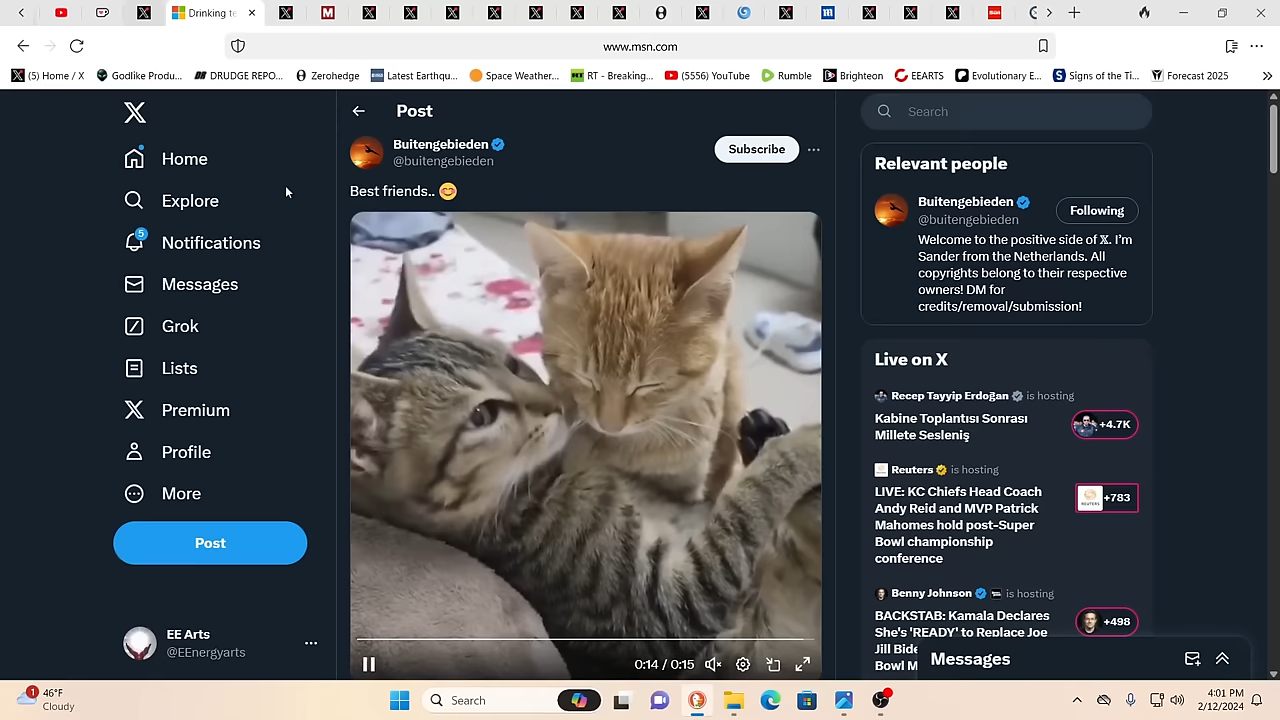 Drinking te
www.msn.com
(5) Home / X
Godlike Produ...
DRUDGE REPO...
Zerohedge
Latest Earthqu...
Space Weather...
RT - Breaking...
(5556) YouTube
Rumble
Brighteon
EEARTS
Evolutionary E...
Signs of the Ti...
Forecast 2025
Home
Explore
5
Notifications
Messages
Grok
Lists
Premium
Profile
More
Post
EE Arts
@EEnergyarts
Post
Buitengebieden
@buitengebieden
Subscribe
Best friends.. 😊
0:14 / 0:15
Search
Relevant people
Buitengebieden
@buitengebieden
Following
Welcome to the positive side of 𝕏. I'm
Sander from the Netherlands. All
copyrights belong to their respective
owners! DM for
credits/removal/submission!
Live on X
Recep Tayyip Erdoğan is hosting
Kabine Toplantısı Sonrası
Millete Sesleniş
+4.7K
Reuters is hosting
LIVE: KC Chiefs Head Coach
Andy Reid and MVP Patrick
Mahomes hold post-Super
Bowl championship
conference
+783
Benny Johnson is hosting
BACKSTAB: Kamala Declares
She's 'READY' to Replace Joe
+498
Messages
1
46°F
Cloudy
Search
4:01 PM
2/12/2024